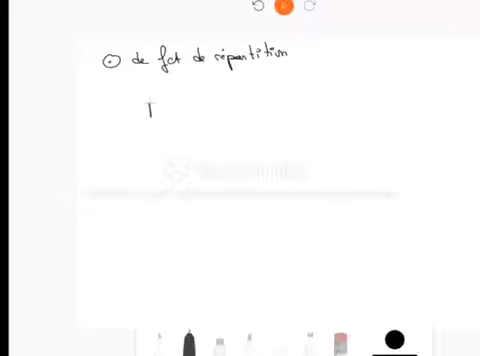 ⊙ de fct de répartition